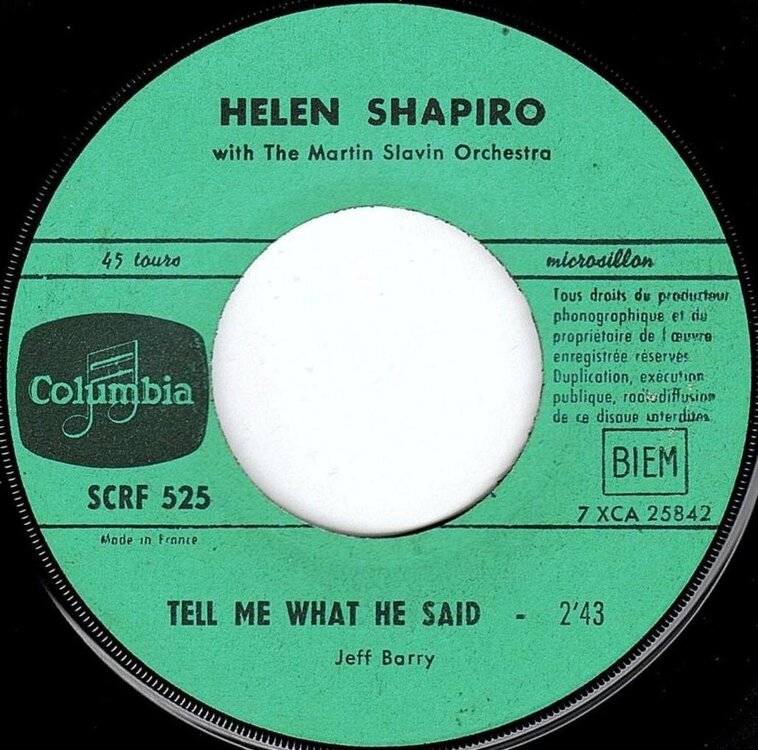 HELEN SHAPIRO
with The Martin Slavin Orchestra
45 tours
microsillon
Tous droits du producteur
phonographique et du
propriétaire de l œuvre
enregistrée réservés
Duplication, exécution
publique, radiodiffusion
de ce disque interdites
Columbia
BIEM
SCRF 525
7 XCA 25842
Made in France
TELL ME WHAT HE SAID - 2'43
Jeff Barry